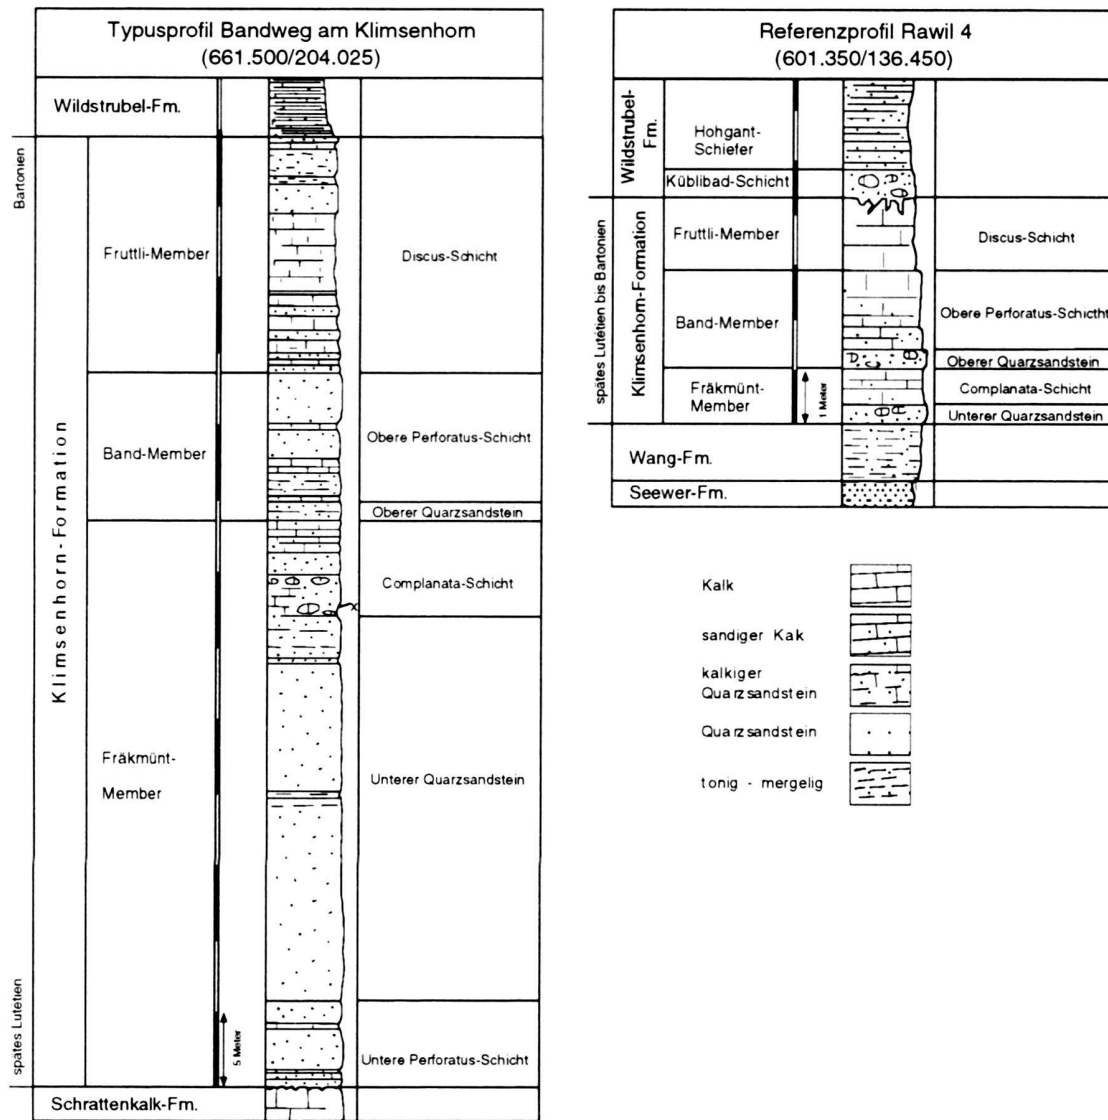 Typusprofil Bandweg am Klimsenhorn
(661.500/204.025)
Wildstrubel-Fm.
Bartonien
Fruttli-Member
Discus-Schicht
Band-Member
Obere Perforatus-Schicht
Oberer Quarzsandstein
Klimsenhorn-Formation
Complanata-Schicht
Fräkmünt-
Member
Unterer Quarzsandstein
spätes Lutétien
5 Meter
Untere Perforatus-Schicht
Schrattenkalk-Fm.
Referenzprofil Rawil 4
(601.350/136.450)
Wildstrubel-
Fm.
Hohgant-
Schiefer
Küblibad-Schicht
spätes Lutétien bis Bartonien
Klimsenhorn-Formation
Fruttli-Member
Discus-Schicht
Band-Member
Obere Perforatus-Schictht
Oberer Quarzsandstein
Fräkmünt-
Member
1 Meter
Complanata-Schicht
Unterer Quarzsandstein
Wang-Fm.
Seewer-Fm.
Kalk
sandiger Kak
kalkiger
Quarzsandstein
Quarzsandstein
tonig - mergelig